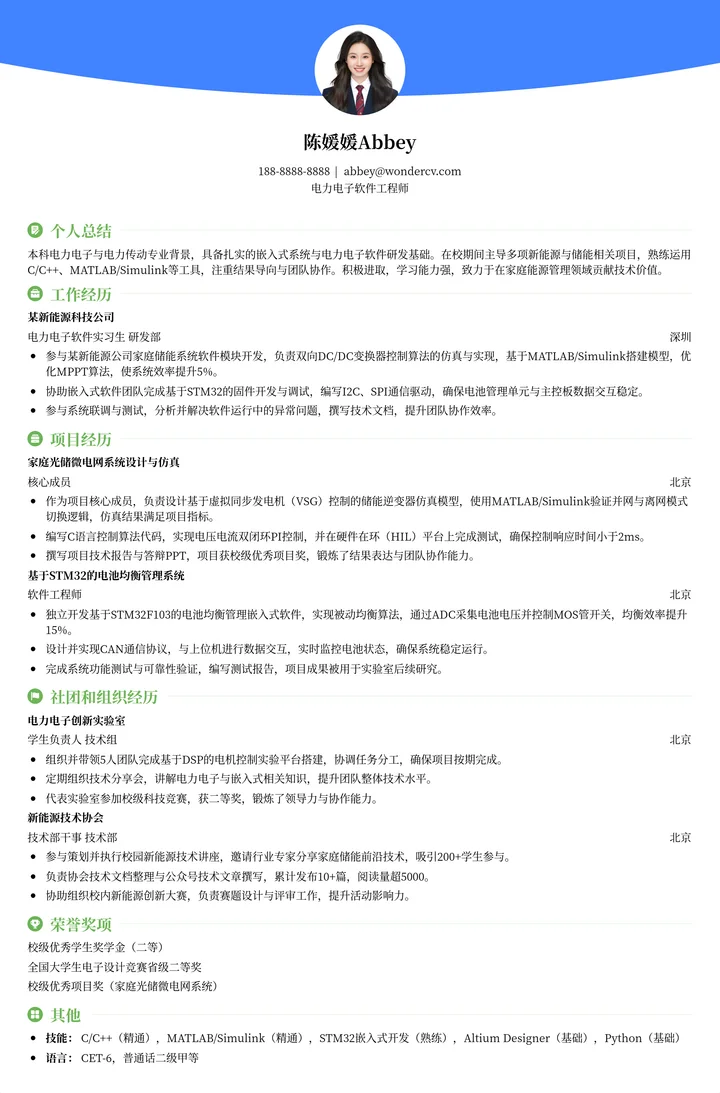 陈媛媛Abbey
188-8888-8888 | abbey@wondercv.com
电力电子软件工程师
个人总结
本科电力电子与电力传动专业背景，具备扎实的嵌入式系统与电力电子软件研发基础。在校期间主导多项新能源与储能相关项目，熟练运用
C/C++、MATLAB/Simulink等工具，注重结果导向与团队协作。积极进取，学习能力强，致力于在家庭能源管理领域贡献技术价值。
工作经历
某新能源科技公司
电力电子软件实习生 研发部 深圳
• 参与某新能源公司家庭储能系统软件模块开发，负责双向DC/DC变换器控制算法的仿真与实现，基于MATLAB/Simulink搭建模型，优
化MPPT算法，使系统效率提升5%。
• 协助嵌入式软件团队完成基于STM32的固件开发与调试，编写I2C、SPI通信驱动，确保电池管理单元与主控板数据交互稳定。
• 参与系统联调与测试，分析并解决软件运行中的异常问题，撰写技术文档，提升团队协作效率。
项目经历
家庭光储微电网系统设计与仿真
核心成员 北京
• 作为项目核心成员，负责设计基于虚拟同步发电机（VSG）控制的储能逆变器仿真模型，使用MATLAB/Simulink验证并网与离网模式
切换逻辑，仿真结果满足项目指标。
• 编写C语言控制算法代码，实现电压电流双闭环PI控制，并在硬件在环（HIL）平台上完成测试，确保控制响应时间小于2ms。
• 撰写项目技术报告与答辩PPT，项目获校级优秀项目奖，锻炼了结果表达与团队协作能力。
基于STM32的电池均衡管理系统
软件工程师 北京
• 独立开发基于STM32F103的电池均衡管理嵌入式软件，实现被动均衡算法，通过ADC采集电池电压并控制MOS管开关，均衡效率提升
15%。
• 设计并实现CAN通信协议，与上位机进行数据交互，实时监控电池状态，确保系统稳定运行。
• 完成系统功能测试与可靠性验证，编写测试报告，项目成果被用于实验室后续研究。
社团和组织经历
电力电子创新实验室
学生负责人 技术组 北京
• 组织并带领5人团队完成基于DSP的电机控制实验平台搭建，协调任务分工，确保项目按期完成。
• 定期组织技术分享会，讲解电力电子与嵌入式相关知识，提升团队整体技术水平。
• 代表实验室参加校级科技竞赛，获二等奖，锻炼了领导力与协作能力。
新能源技术协会
技术部干事 技术部 北京
• 参与策划并执行校园新能源技术讲座，邀请行业专家分享家庭储能前沿技术，吸引200+学生参与。
• 负责协会技术文档整理与公众号技术文章撰写，累计发布10+篇，阅读量超5000。
• 协助组织校内新能源创新大赛，负责赛题设计与评审工作，提升活动影响力。
荣誉奖项
校级优秀学生奖学金（二等）
全国大学生电子设计竞赛省级二等奖
校级优秀项目奖（家庭光储微电网系统）
其他
• 技能： C/C++（精通），MATLAB/Simulink（精通），STM32嵌入式开发（熟练），Altium Designer（基础），Python（基础）
• 语言： CET-6，普通话二级甲等